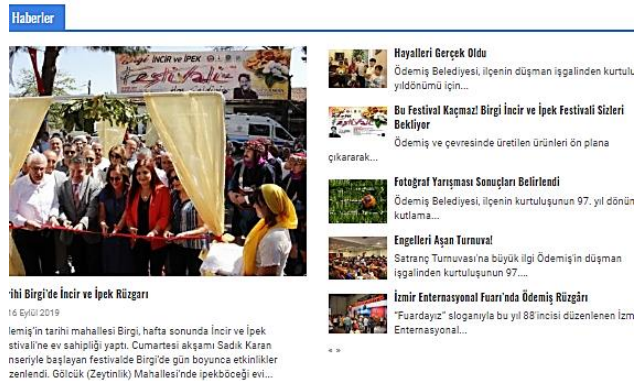 Haberler
İNCİR ve İPEK
Festivali
rihi Birgi'de İncir ve İpek Rüzgarı
16 Eylül 2019
lemiş'in tarihi mahallesi Birgi, hafta sonunda İncir ve İpek
stivali'ne ev sahipliği yaptı. Cumartesi akşamı Sadık Karan
nseriyle başlayan festivalde Birgi'de gün boyunca etkinlikler
zenlendi. Gölcük (Zeytinlik) Mahallesi'nde ipekböceği evi...
Hayalleri Gerçek Oldu
Ödemiş Belediyesi, ilçenin düşman işgalinden kurtulu
yıldönümü için...
Bu Festival Kaçmaz! Birgi İncir ve İpek Festivali Sizleri
Bekliyor
Ödemiş ve çevresinde üretilen ürünleri ön plana
çıkararak...
Fotoğraf Yarışması Sonuçları Belirlendi
Ödemiş Belediyesi, ilçenin kurtuluşunun 97. yıl dönün
kutlama...
Engelleri Aşan Turnuva!
Satranç Turnuvası'na büyük ilgi Ödemiş'in düşman
işgalinden kurtuluşunun 97....
İzmir Enternasyonal Fuarı'nda Ödemiş Rüzgârı
"Fuardayız" sloganıyla bu yıl 88'incisi düzenlenen İzm
Enternasyonal...
« »